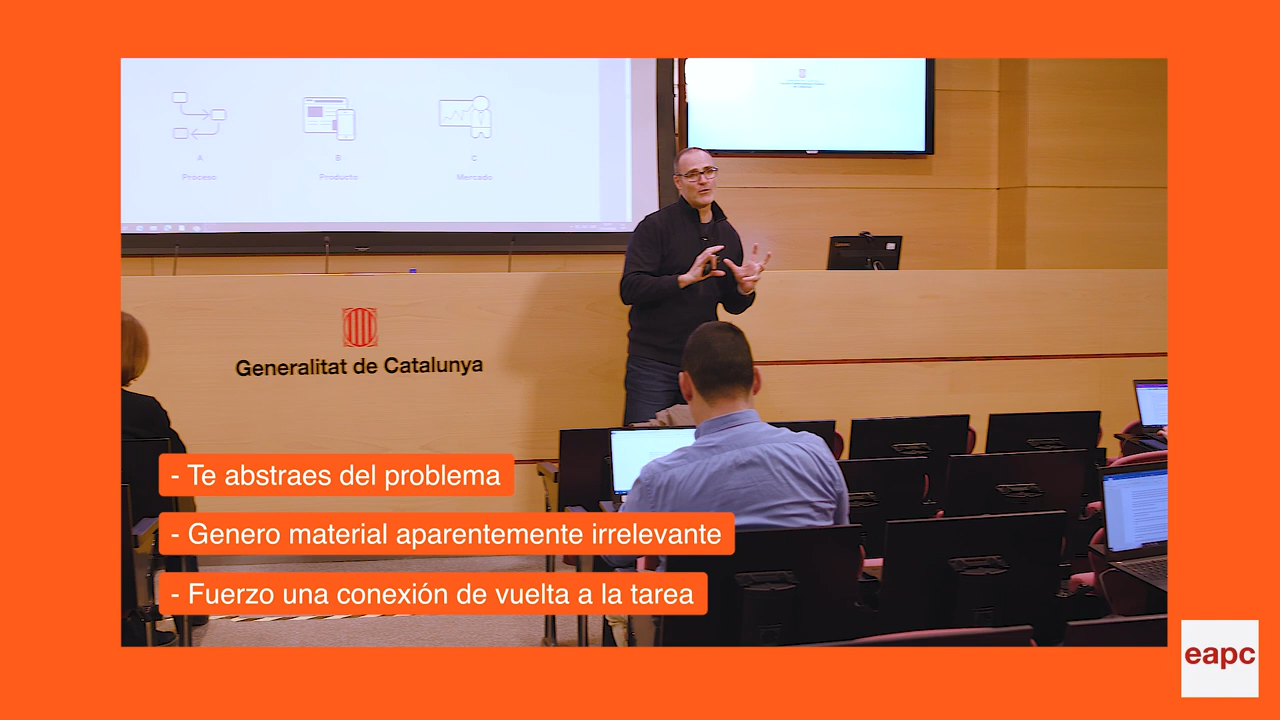 A
B
C
Proceso
Producto
Mercado
Generalitat de Catalunya
- Te abstraes del problema
- Genero material aparentemente irrelevante
- Fuerzo una conexión de vuelta a la tarea
eapc